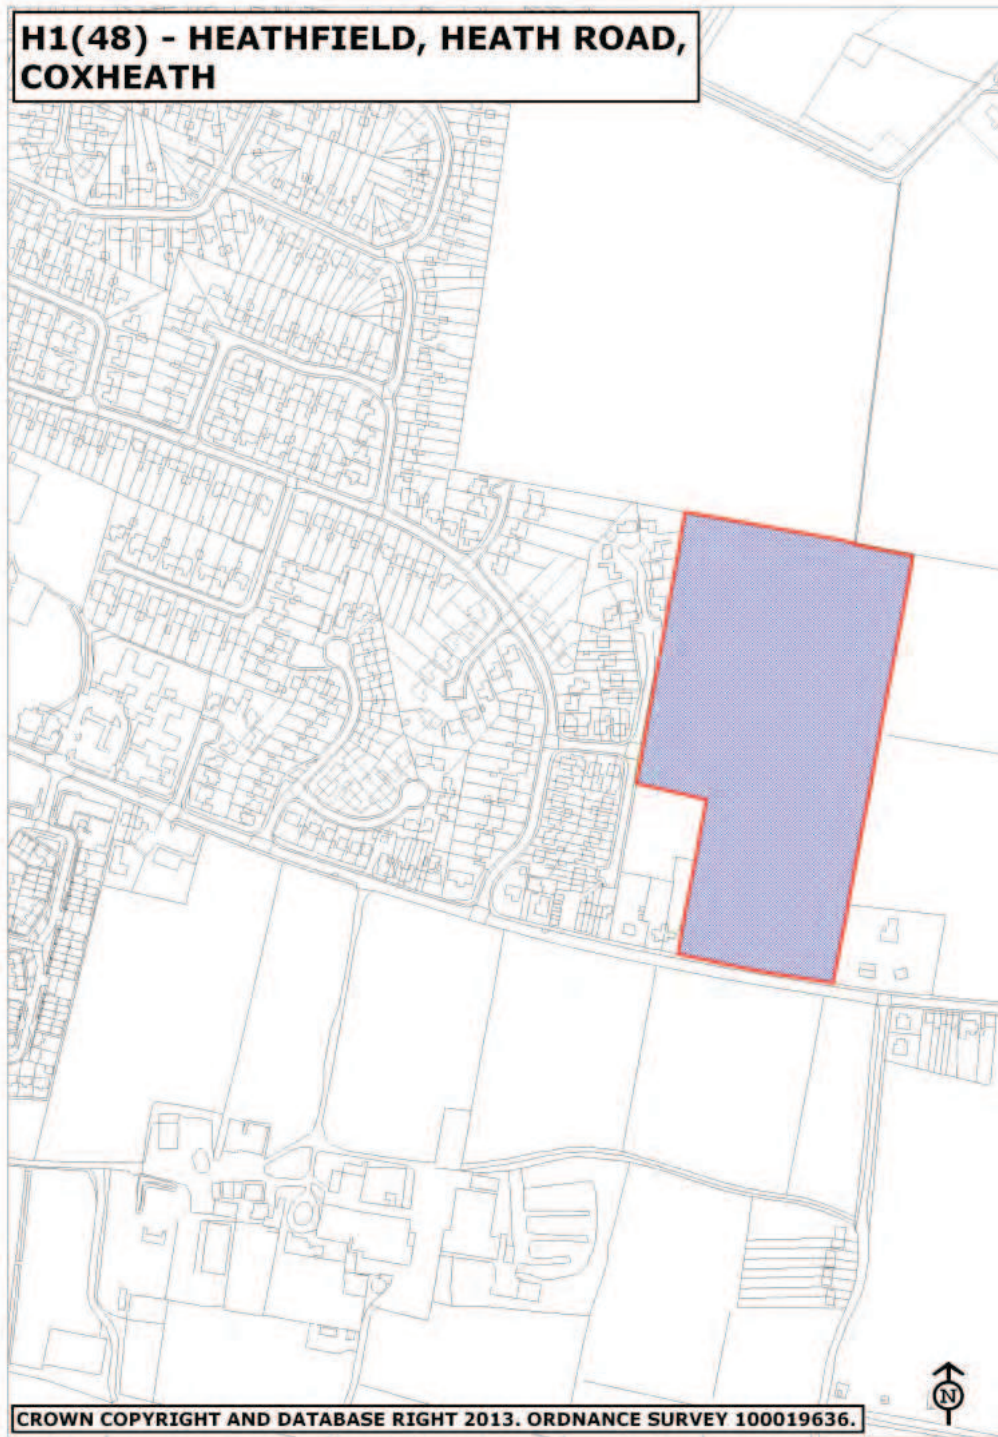 H1(48) - HEATHFIELD, HEATH ROAD,
COXHEATH
N
CROWN COPYRIGHT AND DATABASE RIGHT 2013. ORDNANCE SURVEY 100019636.